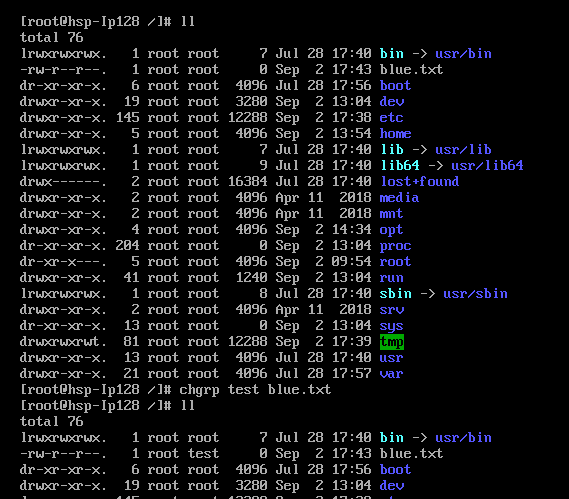 [root@hsp-Ip128 /]# ll
total 76
lrwxrwxrwx.   1 root root     7 Jul 28 17:40 bin -> usr/bin
-rw-r--r--.   1 root root     0 Sep  2 17:43 blue.txt
dr-xr-xr-x.   6 root root  4096 Jul 28 17:56 boot
drwxr-xr-x.  19 root root  3280 Sep  2 13:04 dev
drwxr-xr-x. 145 root root 12288 Sep  2 17:38 etc
drwxr-xr-x.   5 root root  4096 Sep  2 13:54 home
lrwxrwxrwx.   1 root root     7 Jul 28 17:40 lib -> usr/lib
lrwxrwxrwx.   1 root root     9 Jul 28 17:40 lib64 -> usr/lib64
drwx------.   2 root root 16384 Jul 28 17:40 lost+found
drwxr-xr-x.   2 root root  4096 Apr 11  2018 media
drwxr-xr-x.   2 root root  4096 Apr 11  2018 mnt
drwxr-xr-x.   4 root root  4096 Sep  2 14:34 opt
dr-xr-xr-x. 204 root root     0 Sep  2 13:04 proc
dr-xr-x---.   5 root root  4096 Sep  2 09:54 root
drwxr-xr-x.  41 root root  1240 Sep  2 13:04 run
lrwxrwxrwx.   1 root root     8 Jul 28 17:40 sbin -> usr/sbin
drwxr-xr-x.   2 root root  4096 Apr 11  2018 srv
dr-xr-xr-x.  13 root root     0 Sep  2 13:04 sys
drwxrwxrwt.  81 root root 12288 Sep  2 17:39 tmp
drwxr-xr-x.  13 root root  4096 Jul 28 17:40 usr
drwxr-xr-x.  21 root root  4096 Jul 28 17:57 var
[root@hsp-Ip128 /]# chgrp test blue.txt
[root@hsp-Ip128 /]# ll
total 76
lrwxrwxrwx.   1 root root     7 Jul 28 17:40 bin -> usr/bin
-rw-r--r--.   1 root test     0 Sep  2 17:43 blue.txt
dr-xr-xr-x.   6 root root  4096 Jul 28 17:56 boot
drwxr-xr-x.  19 root root  3280 Sep  2 13:04 dev